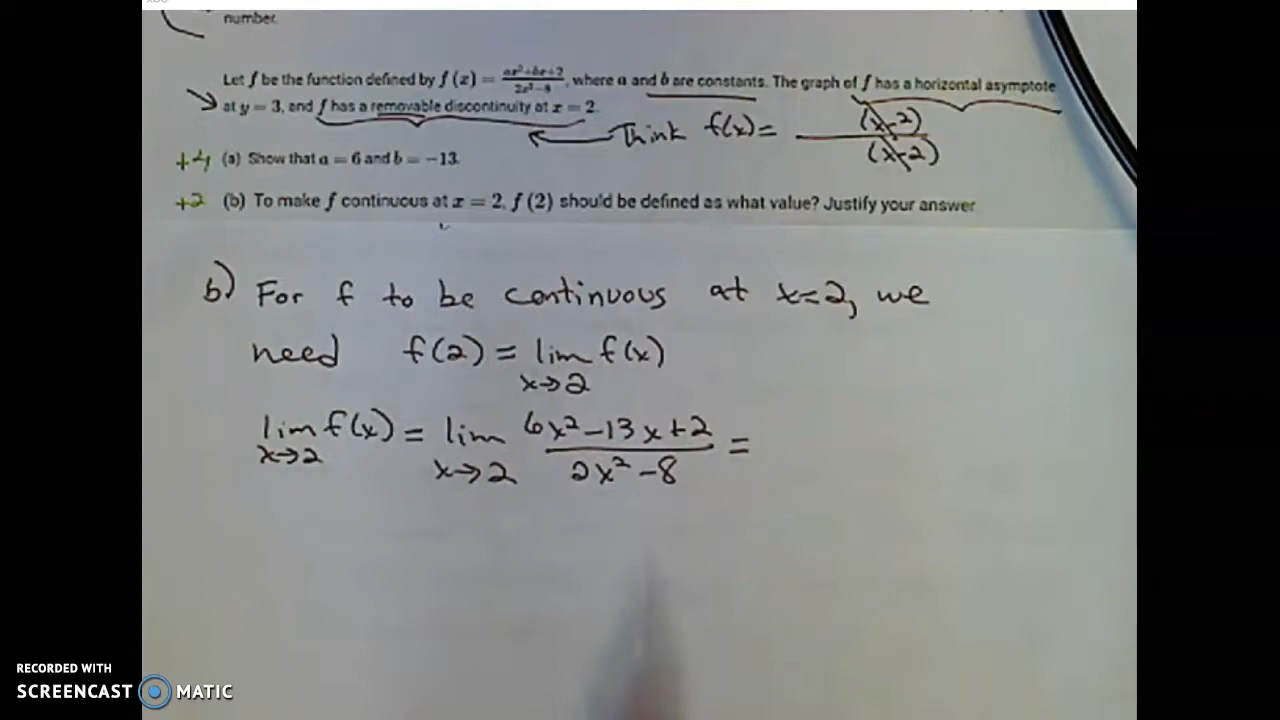 number.
Let f be the function defined by f(x) = ax²+bx+2 / 2x²−8, where a and b are constants. The graph of f has a horizontal asymptote
at y = 3, and f has a removable discontinuity at x = 2.
Think f(x) = (x-2) / (x-2)
+4 (a) Show that a = 6 and b = −13.
+2 (b) To make f continuous at x = 2, f(2) should be defined as what value? Justify your answer.
b) For f to be continuous at x=2, we
need f(2) = lim x→2 f(x)
lim x→2 f(x) = lim x→2 6x²-13x+2 / 2x²-8 =
RECORDED WITH
SCREENCAST MATIC